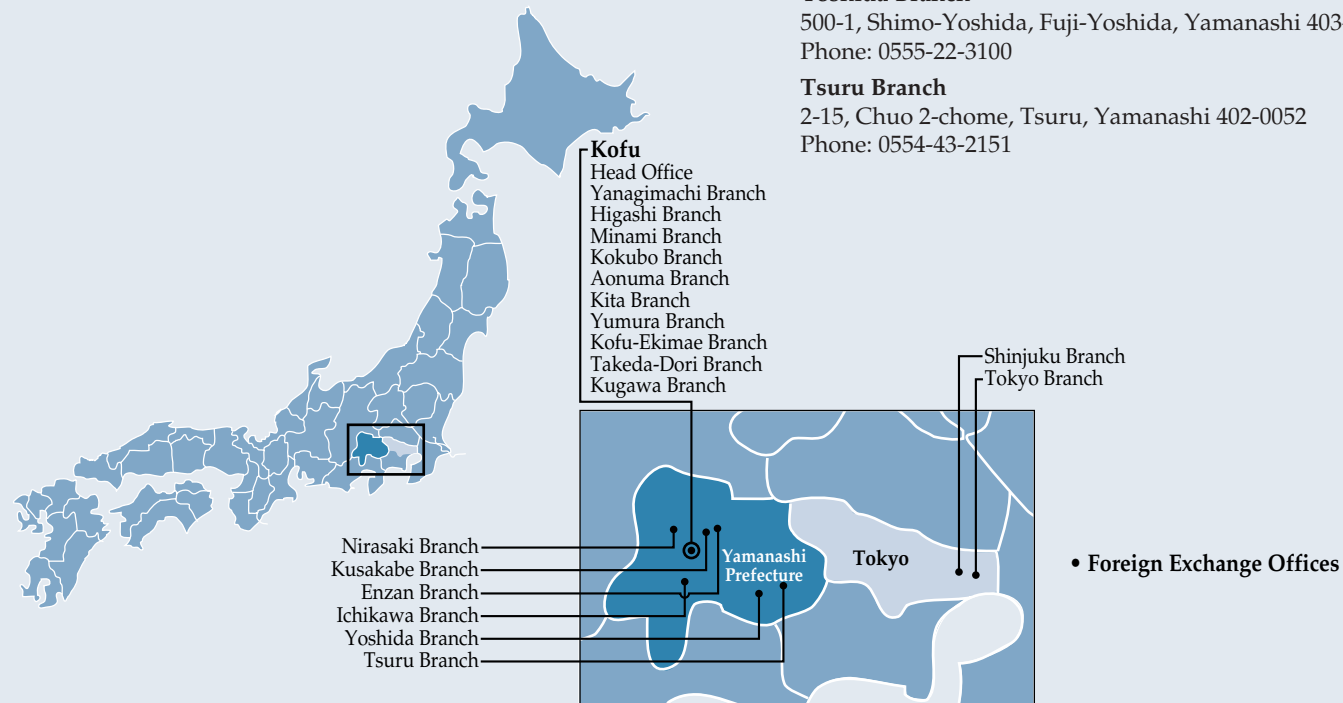 500-1, Shimo-Yoshida, Fuji-Yoshida, Yamanashi 403-
Phone: 0555-22-3100
Tsuru Branch
2-15, Chuo 2-chome, Tsuru, Yamanashi 402-0052
Phone: 0554-43-2151
Kofu
Head Office
Yanagimachi Branch
Higashi Branch
Minami Branch
Kokubo Branch
Aonuma Branch
Kita Branch
Yumura Branch
Kofu-Ekimae Branch
Takeda-Dori Branch
Kugawa Branch
Shinjuku Branch
Tokyo Branch
Nirasaki Branch
Kusakabe Branch
Enzan Branch
Ichikawa Branch
Yoshida Branch
Tsuru Branch
Yamanashi
Prefecture
Tokyo
• Foreign Exchange Offices